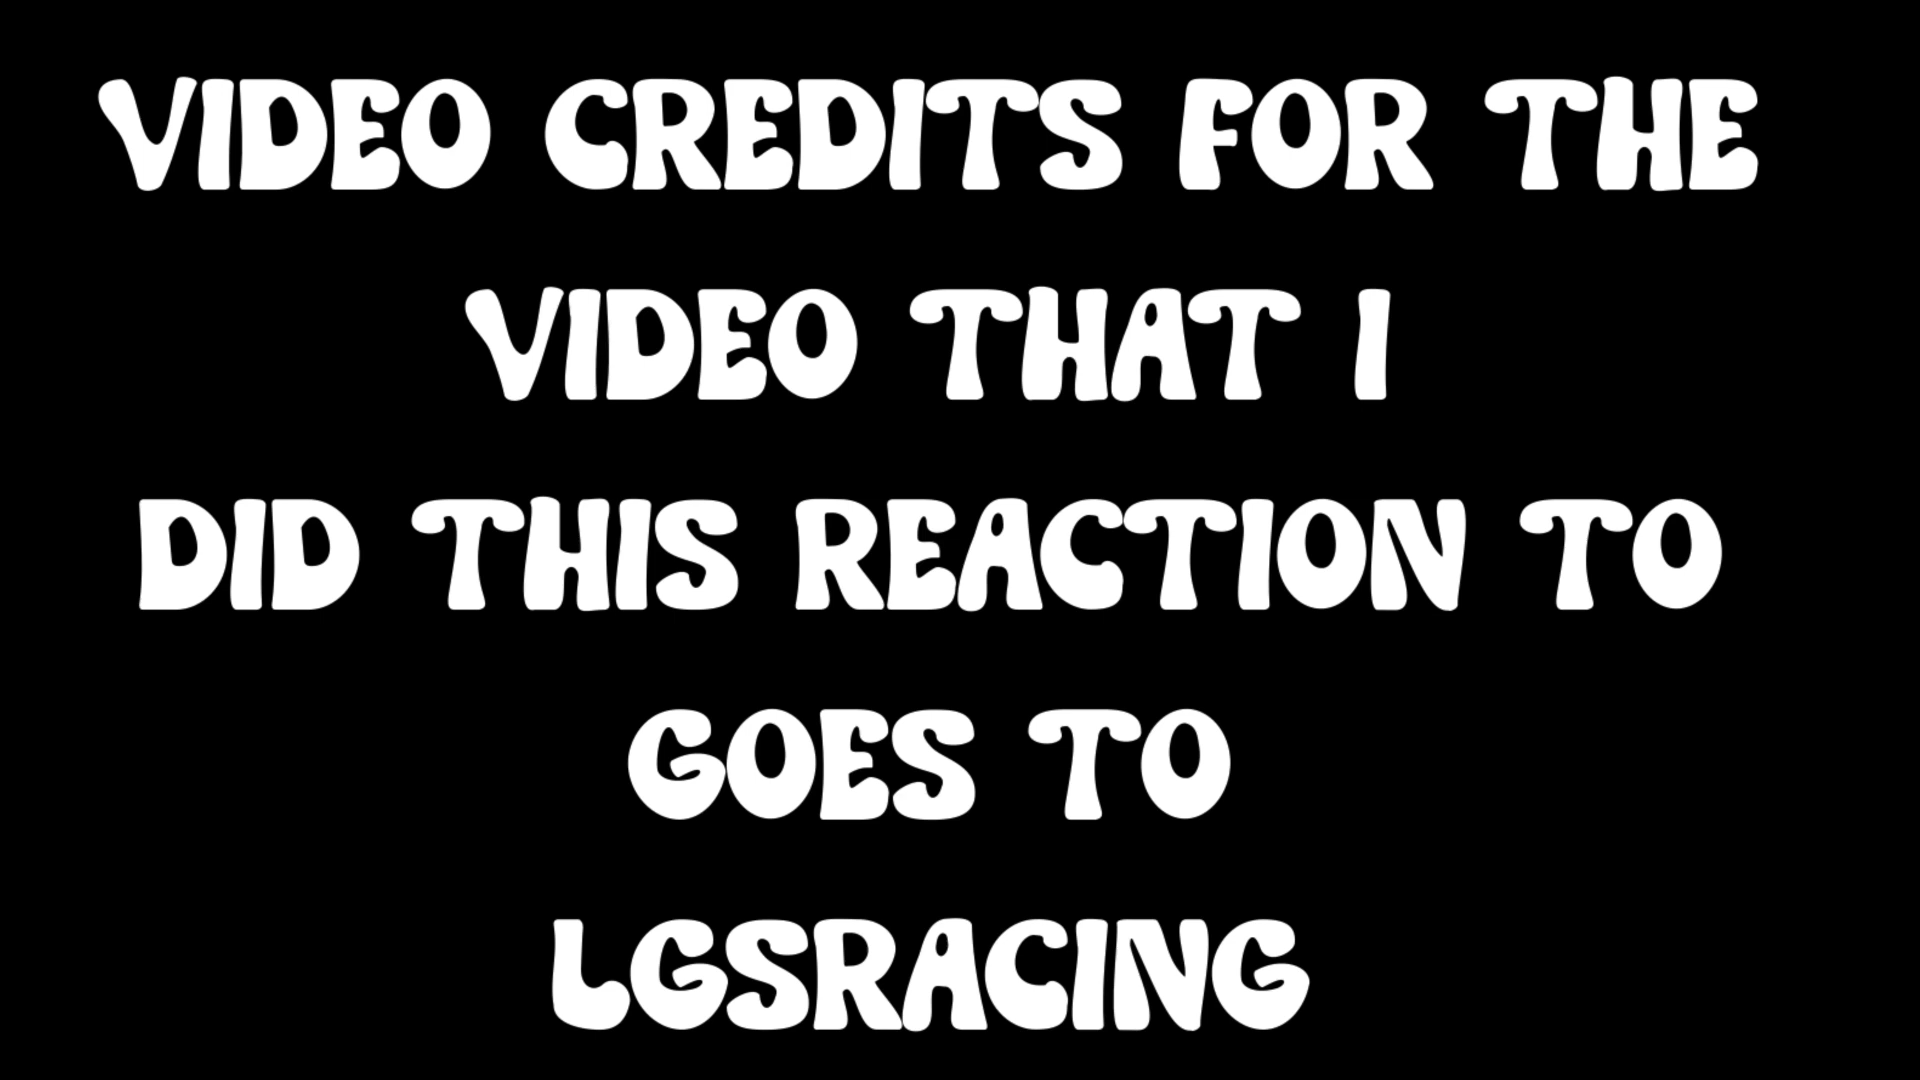 VIDEO CREDITS FOR THE
VIDEO THAT I
DID THIS REACTION TO
GOES TO
LGSRACING